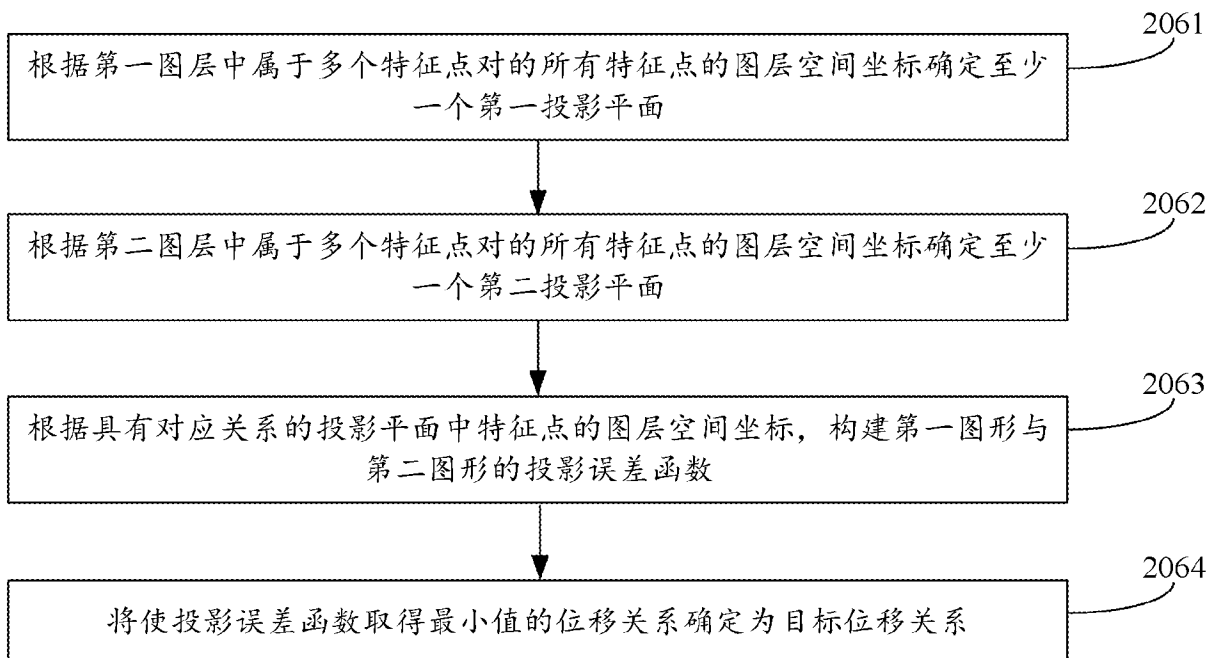 2061
根据第一图层中属于多个特征点对的所有特征点的图层空间坐标确定至少
一个第一投影平面
2062
根据第二图层中属于多个特征点对的所有特征点的图层空间坐标确定至少
一个第二投影平面
2063
根据具有对应关系的投影平面中特征点的图层空间坐标，构建第一图形与
第二图形的投影误差函数
2064
将使投影误差函数取得最小值的位移关系确定为目标位移关系